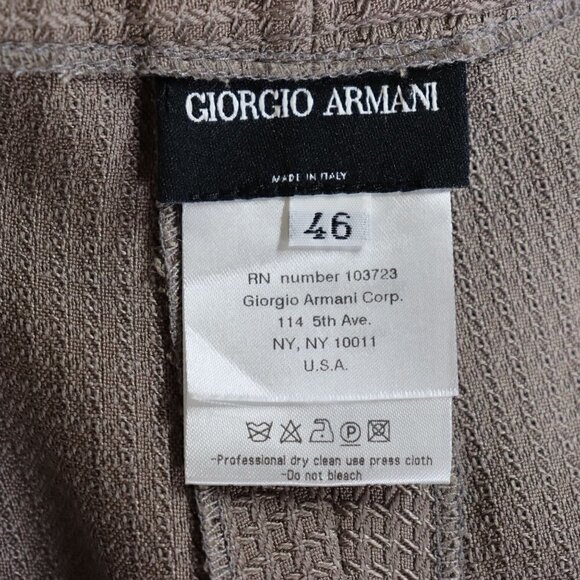 GIORGIO ARMANI
MADE IN ITALY
46
RN number 103723
Giorgio Armani Corp.
114 5th Ave.
NY, NY 10011
U.S.A.
P
-Professional dry clean use press cloth
-Do not bleach